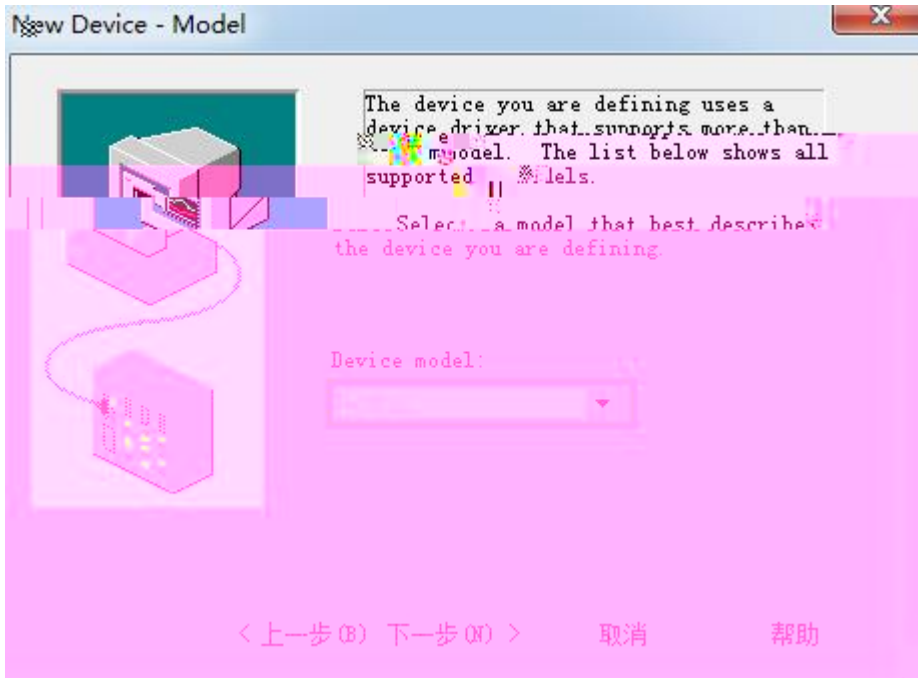 New Device - Model
The device you are defining uses a
device driver that supports more than
model. The list below shows all
supported
Select a model that best describes
the device you are defining.
Device model:
< 上一步(B) 下一步(N) > 取消 帮助